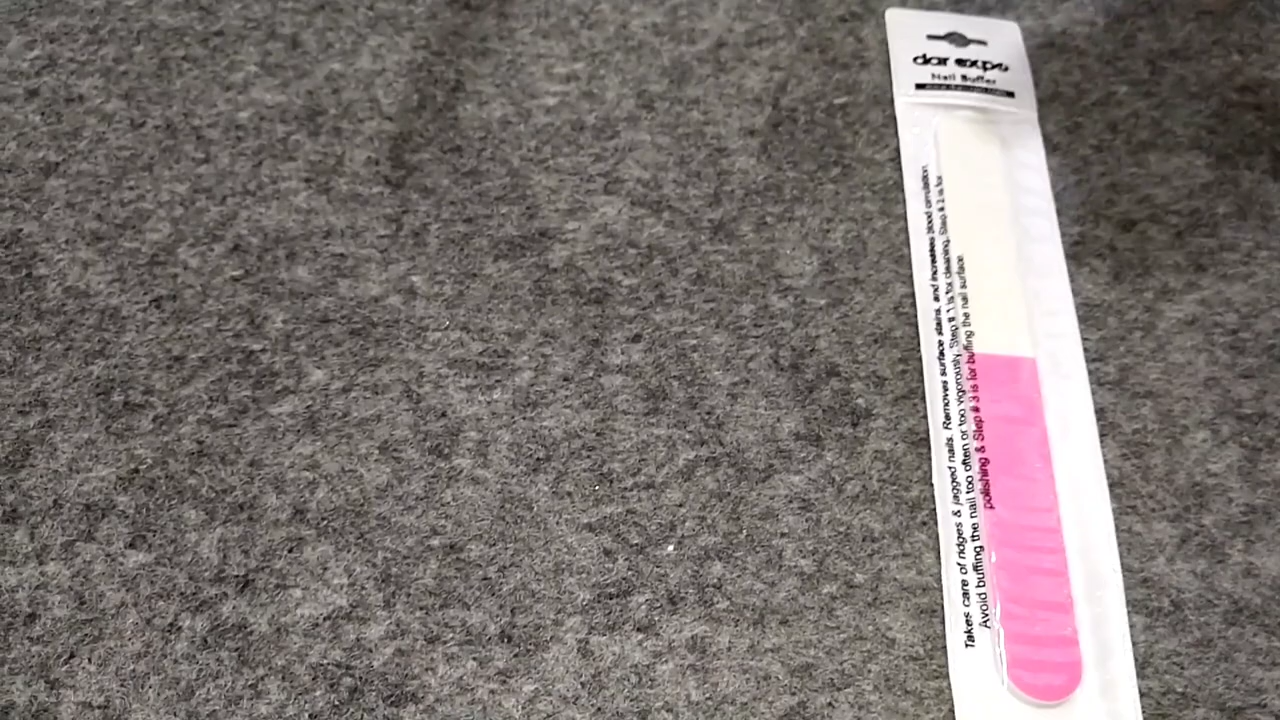 dar expo
Nail Buffer
Takes care of ridges & jagged nails. Removes surface stains, and increases blood circulation.
Avoid buffing the nail too often or too vigorously. Step # 1 is for cleaning, Step # 2 is for
polishing & Step # 3 is for buffing the nail surface.